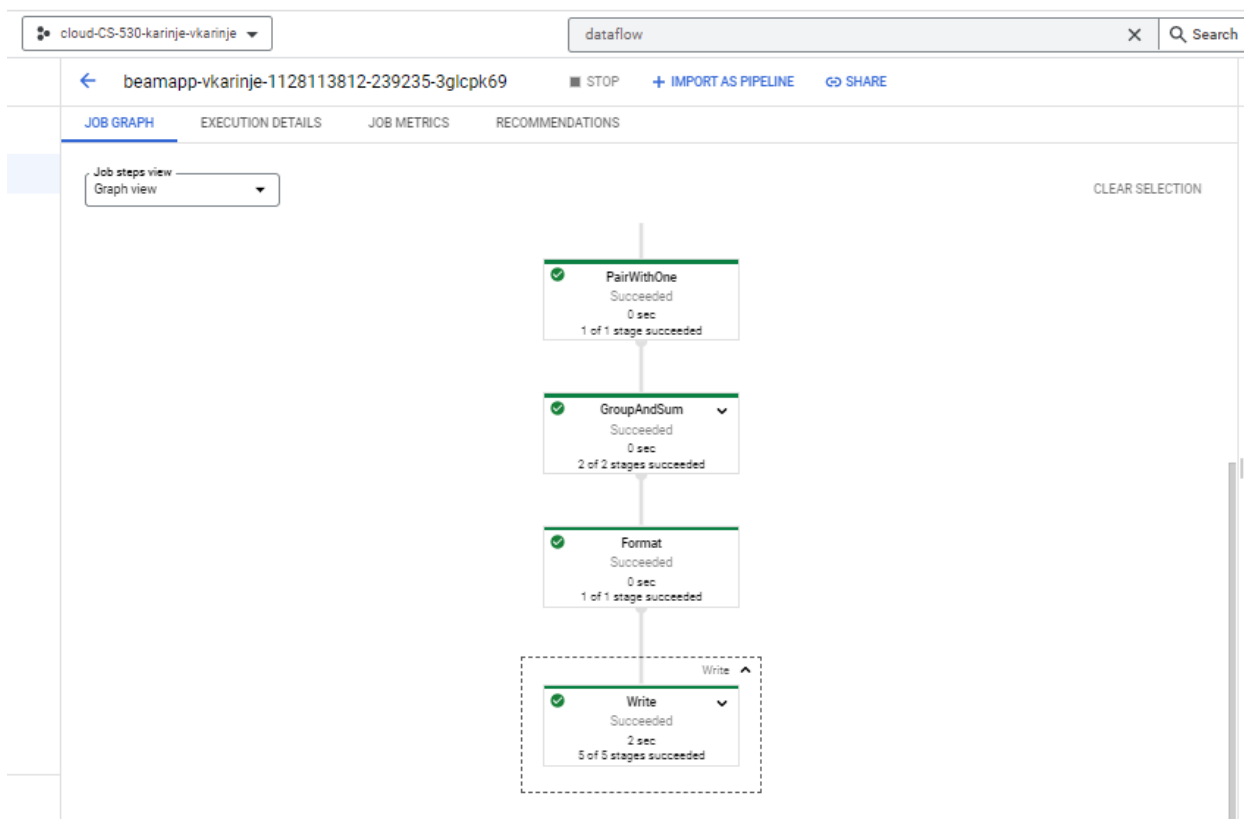 cloud-CS-530-karinje-vkarinje
dataflow
Search
beamapp-vkarinje-1128113812-239235-3glcpk69
STOP
IMPORT AS PIPELINE
SHARE
JOB GRAPH
EXECUTION DETAILS
JOB METRICS
RECOMMENDATIONS
Job steps view
Graph view
CLEAR SELECTION
PairWithOne
Succeeded
0 sec
1 of 1 stage succeeded
GroupAndSum
Succeeded
0 sec
2 of 2 stages succeeded
Format
Succeeded
0 sec
1 of 1 stage succeeded
Write
Write
Succeeded
2 sec
5 of 5 stages succeeded